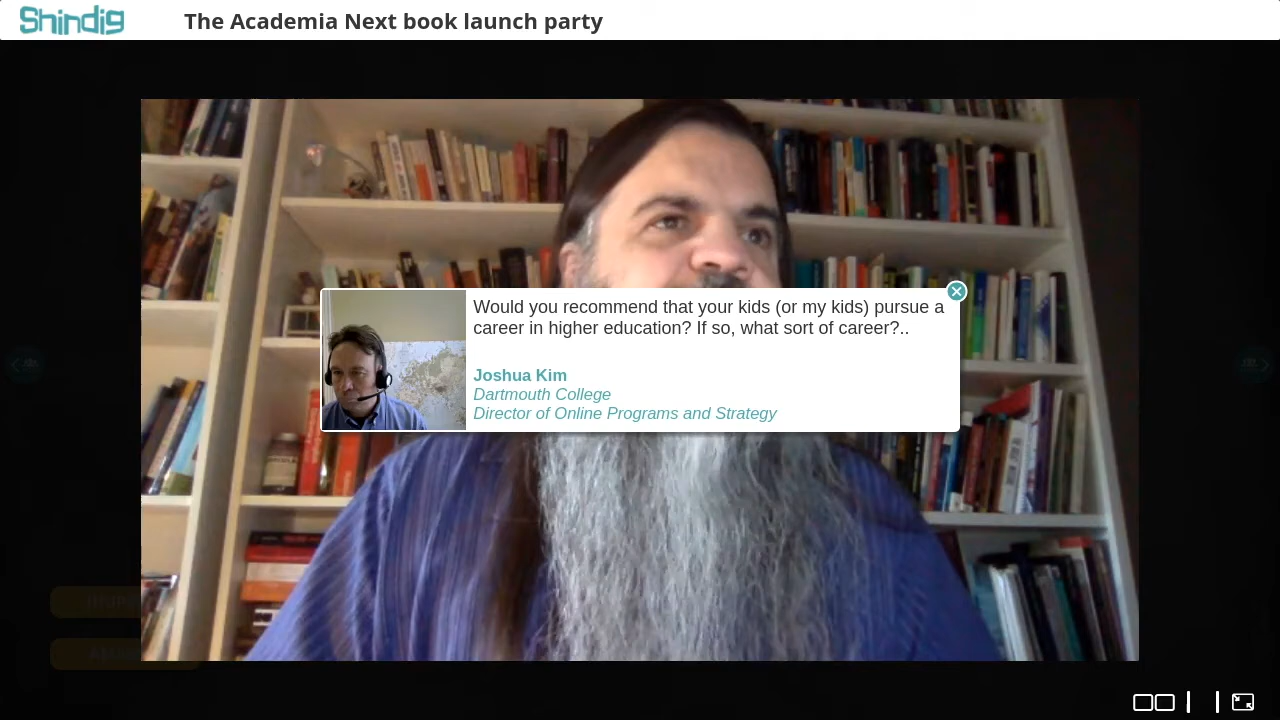 Shindig
The Academia Next book launch party
Would you recommend that your kids (or my kids) pursue a
career in higher education? If so, what sort of career?..
Joshua Kim
Dartmouth College
Director of Online Programs and Strategy